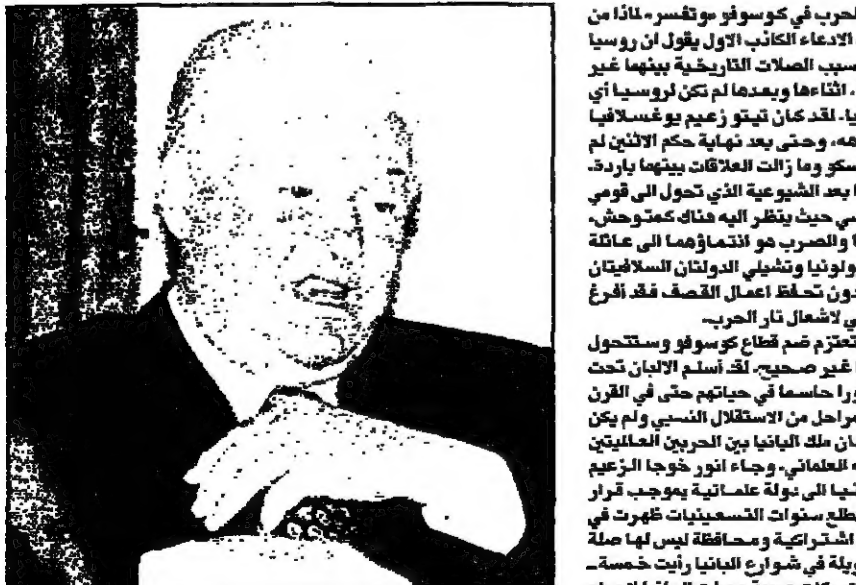 الحرب في كوسوفو «وتفسر» لماذا من
الادعاء الكاذب الاول يقول ان روسيا
سبب الصلات التاريخية بينهما غير
، اثناءها وبعدها لم تكن لروسيا أي
يا. لقد كان تيتو زعيم يوغسلافيا
هه، وحتى بعد نهاية حكم الاثنين لم
سكو وما زالت العلاقات بينهما باردة.
ا بعد الشيوعية الذي تحول الى قومي
سي حيث ينظر اليه هناك كمتوحش.
ا والصرب هو انتماؤهما الى عائلة
ولونيا وتشيلي الدولتان السلافيتان
دون تحفظ اعمال القصف فقد أفرغ
ي لاشعال نار الحرب.
تعتزم ضم قطاع كوسوفو وستتحول
ا غير صحيح. لقد أسلم الالبان تحت
ورا حاسما في حياتهم حتى في القرن
مراحل من الاستقلال النسبي ولم يكن
ان ملك البانيا بين الحربين العالميتين
ه العلماني. وجاء انور خوجا الزعيم
نيا الى دولة علمانية بموجب قرار
طلع سنوات التسعينيات ظهرت في
اشتراكية ومحافظة ليس لها صلة
ويلة في شوارع البانيا رأيت خمسة ـ